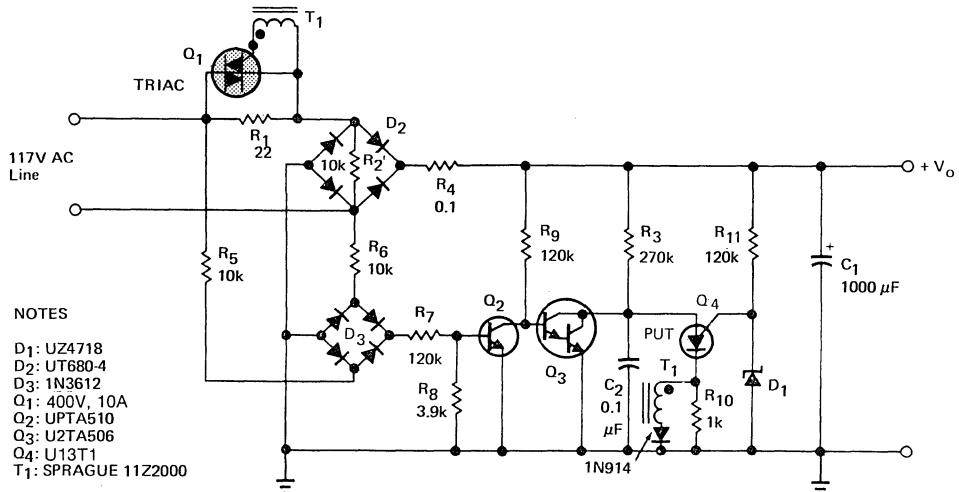 T1
Q1
TRIAC
R1
22
D2
10k
R2'
117V AC
Line
R4
0.1
+ Vo
R5
10k
R6
10k
R9
120k
R3
270k
R11
120k
+
C1
1000 μF
NOTES
D1: UZ4718
D2: UT680-4
D3: 1N3612
Q1: 400V, 10A
Q2: UPTA510
Q3: U2TA506
Q4: U13T1
T1: SPRAGUE 11Z2000
D3
R7
120k
R8
3.9k
Q2
Q3
C2
0.1
μF
PUT
Q4
T1
R10
1k
D1
1N914